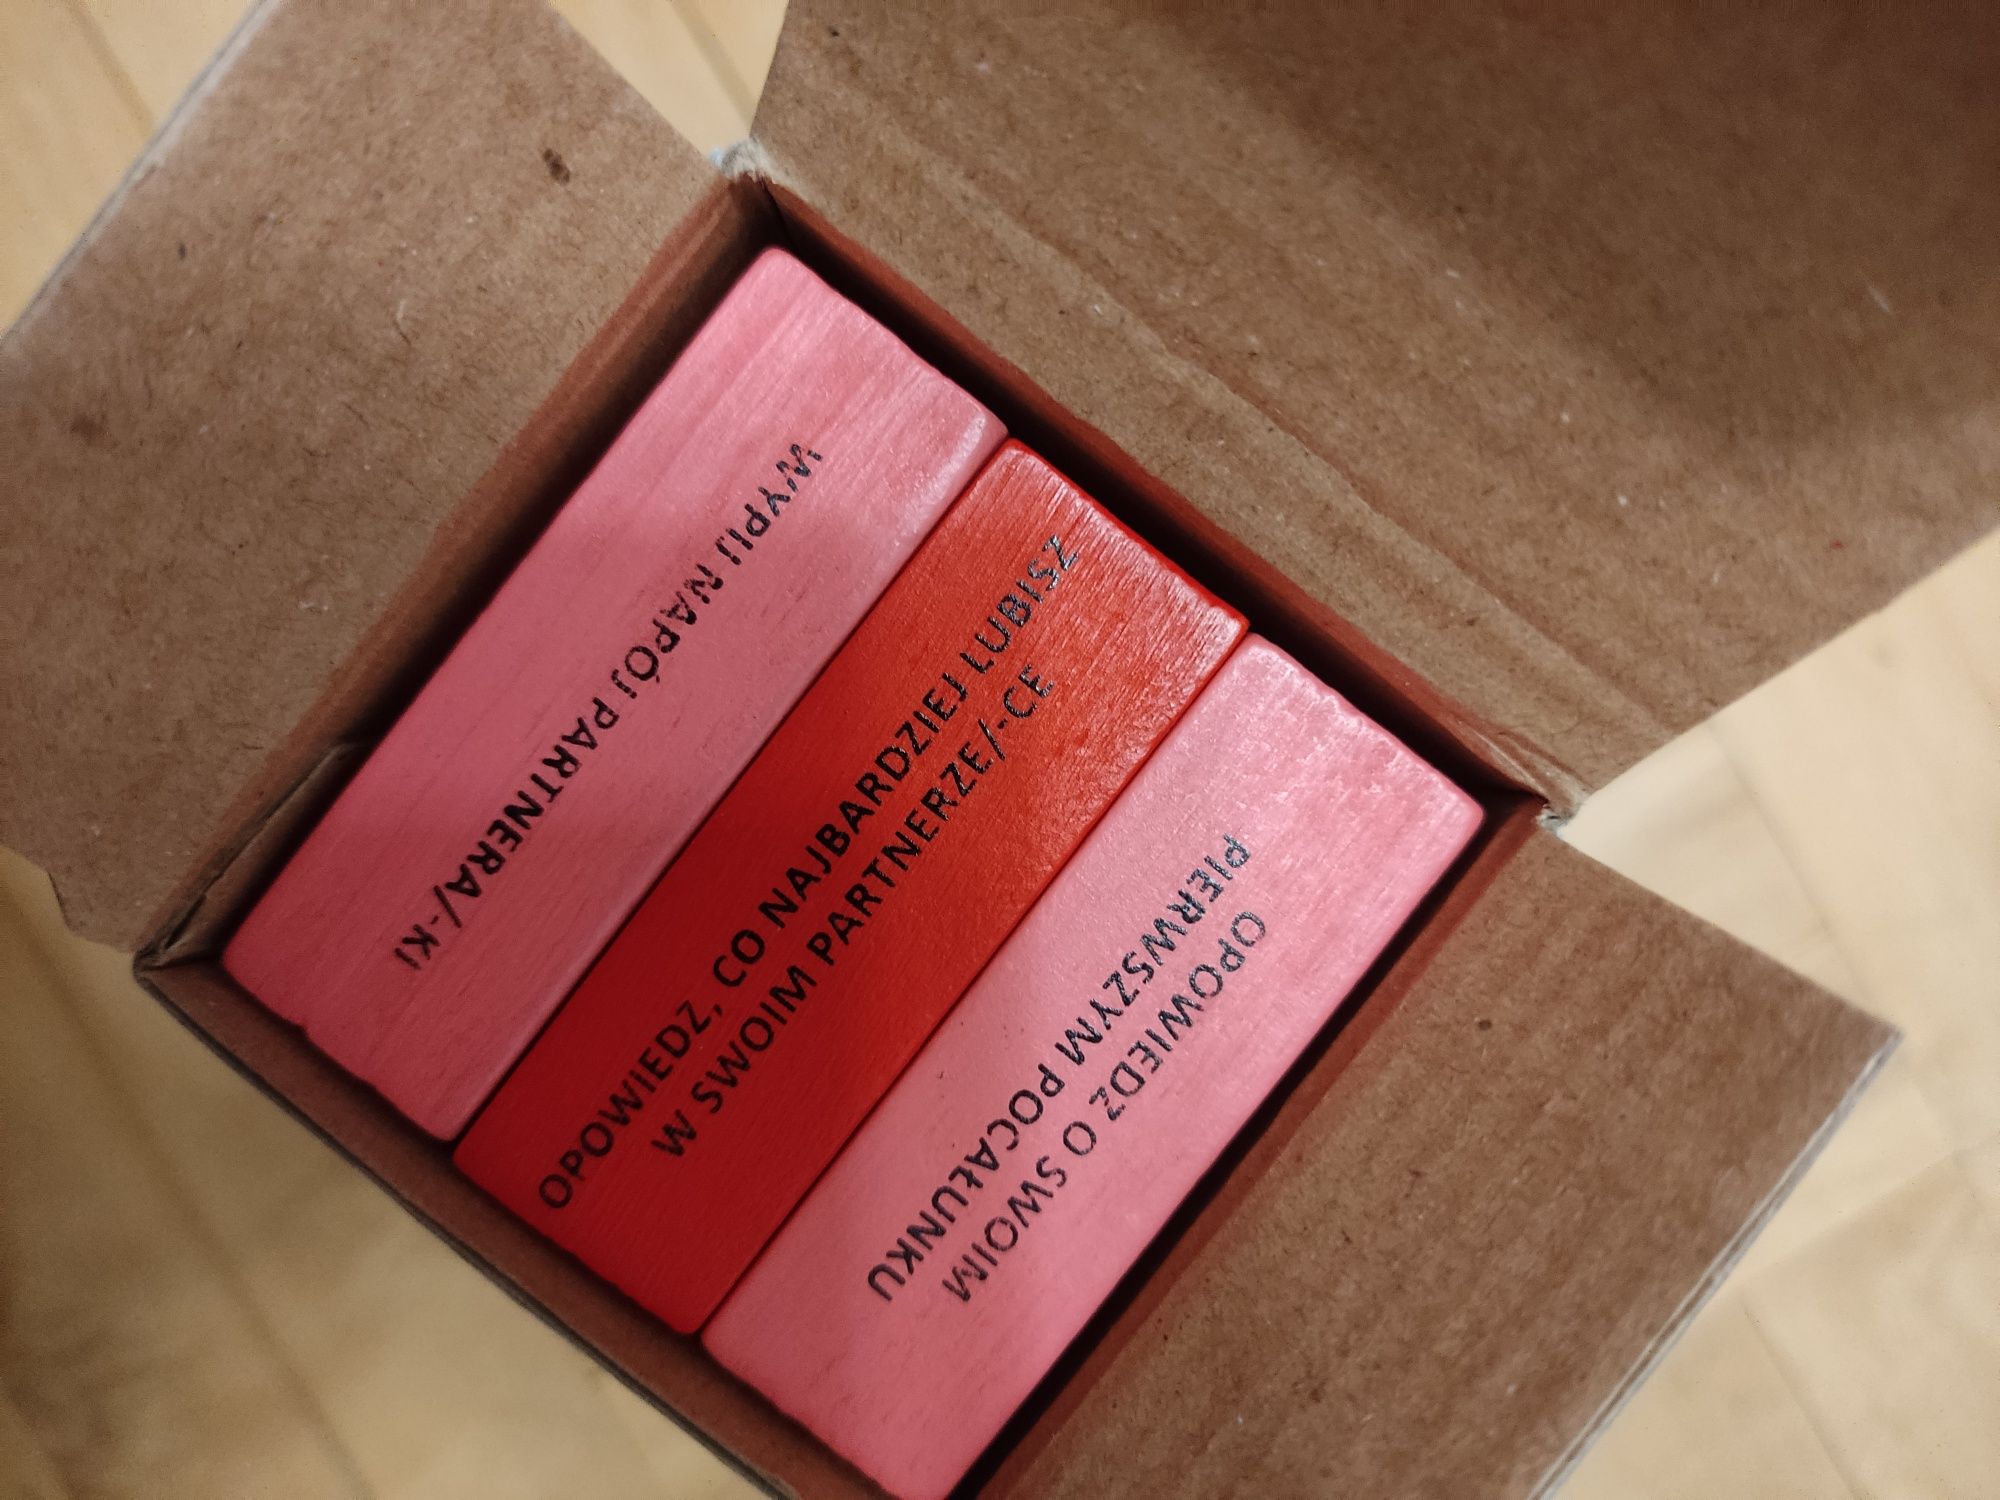 WYPIJ NAPÓJ PARTNERA/-KI
OPOWIEDZ, CO NAJBARDZIEJ LUBISZ
W SWOIM PARTNERZE/-CE
OPOWIEDZ O SWOIM
PIERWSZYM POCAŁUNKU